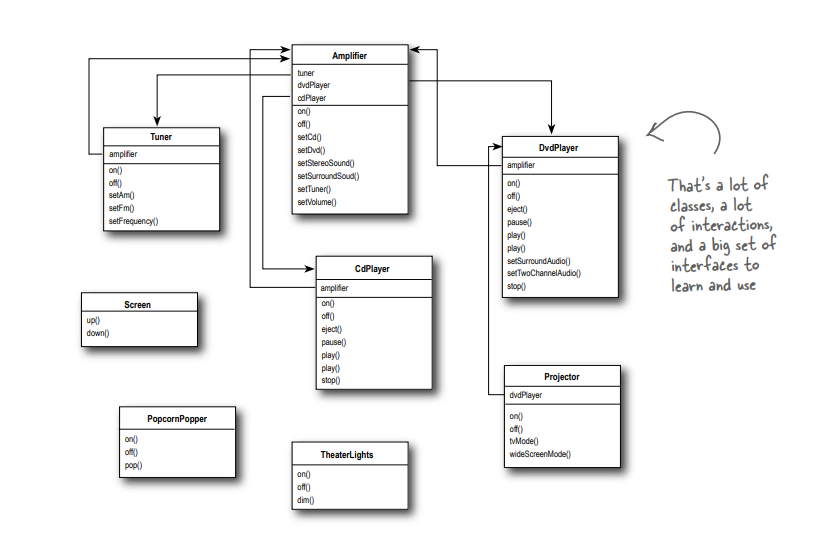 Amplifier
tuner
dvdPlayer
cdPlayer
on()
off()
setCd()
setDvd()
setStereoSound()
setSurroundSoud()
setTuner()
setVolume()
Tuner
amplifier
on()
off()
setAm()
setFm()
setFrequency()
DvdPlayer
amplifier
on()
off()
eject()
pause()
play()
play()
setSurroundAudio()
setTwoChannelAudio()
stop()
That's a lot of
classes, a lot
of interactions,
and a big set of
interfaces to
learn and use
CdPlayer
amplifier
on()
off()
eject()
pause()
play()
play()
stop()
Screen
up()
down()
Projector
dvdPlayer
on()
off()
tvMode()
wideScreenMode()
PopcornPopper
on()
off()
pop()
TheaterLights
on()
off()
dim()